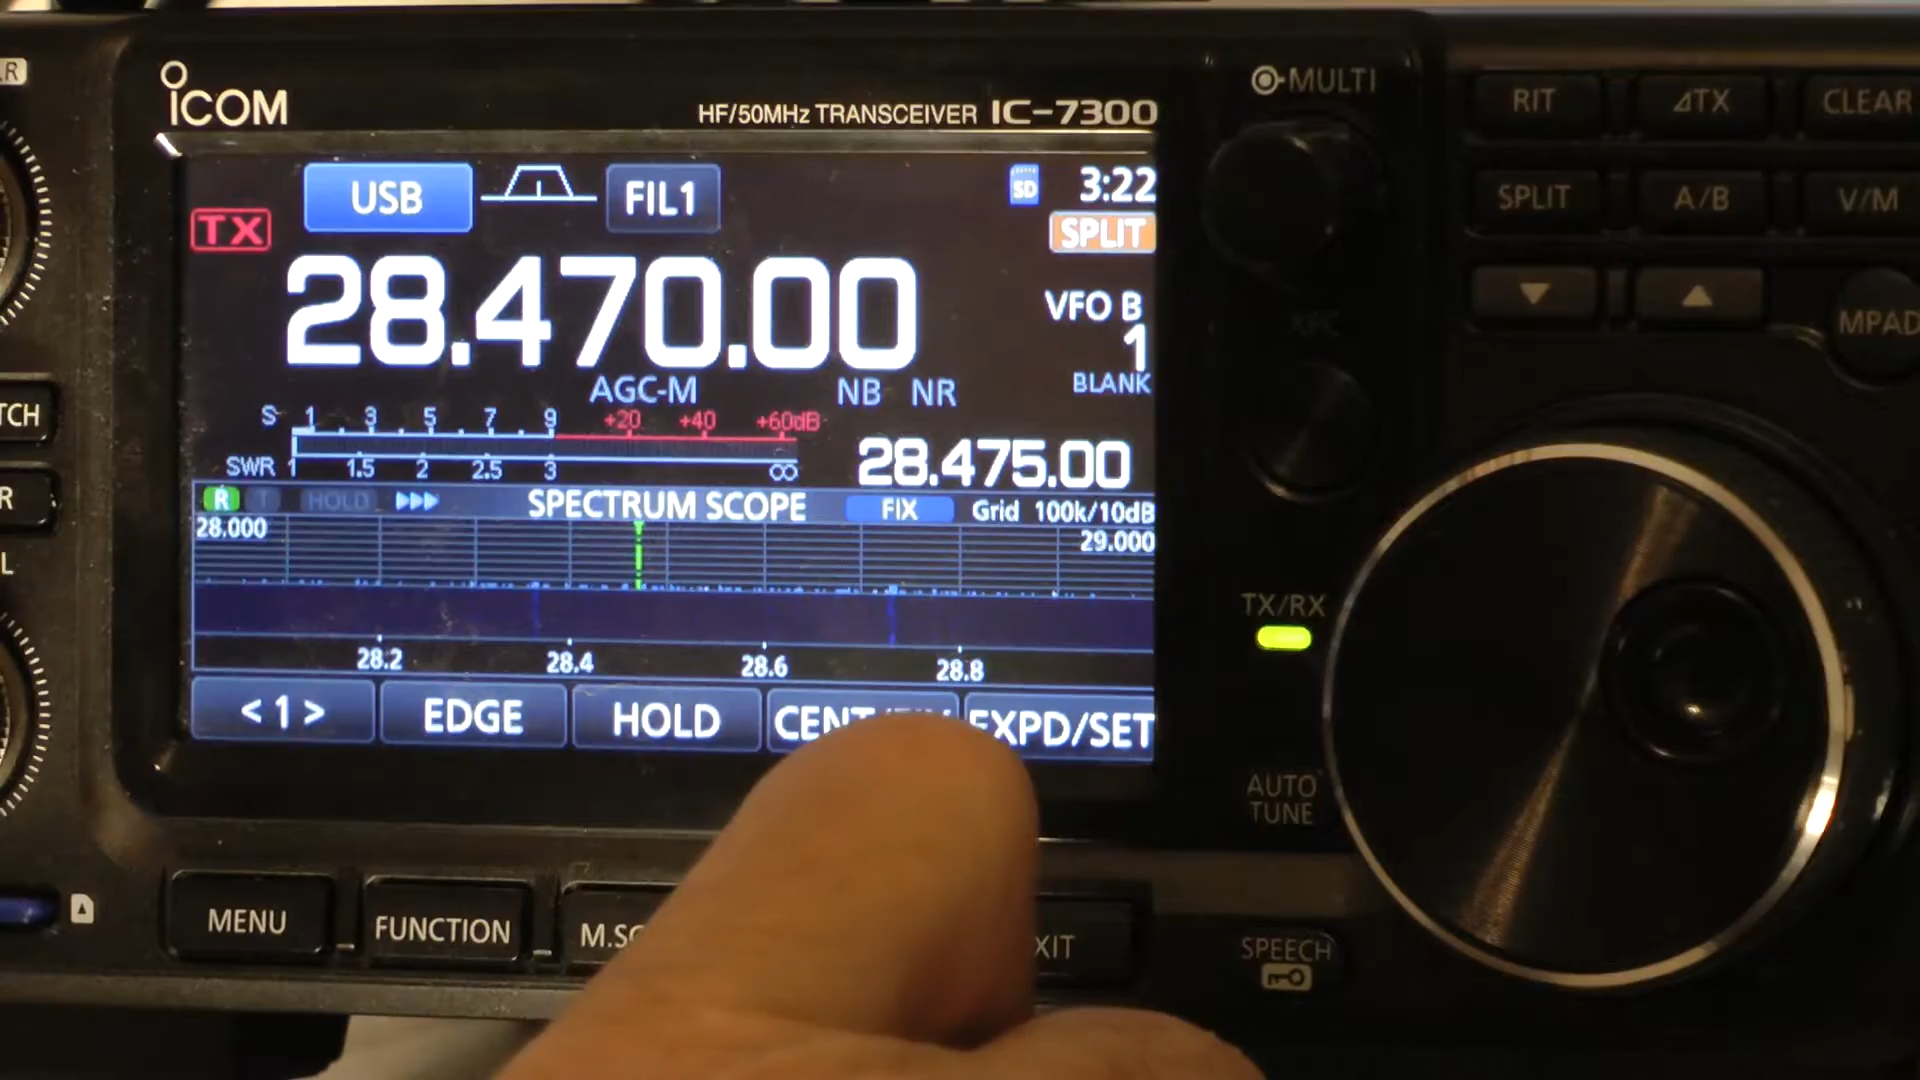 ICOM
HF/50MHz TRANSCEIVER IC-7300
USB FIL1 SD 3:22
TX SPLIT
28.470.00
VFO B
1
AGC-M NB NR BLANK
S 1 3 5 7 9 +20 +40 +60dB
28.475.00
SWR 1 1.5 2 2.5 3 ∞
R T HOLD SPECTRUM SCOPE FIX Grid 100k/10dB
28.000 29.000
28.2 28.4 28.6 28.8
<1> EDGE HOLD EXPD/SET
MENU FUNCTION
MULTI
RIT ⊿TX CLEAR
SPLIT A/B V/M
MPAD
TX/RX
AUTO
TUNE
SPEECH